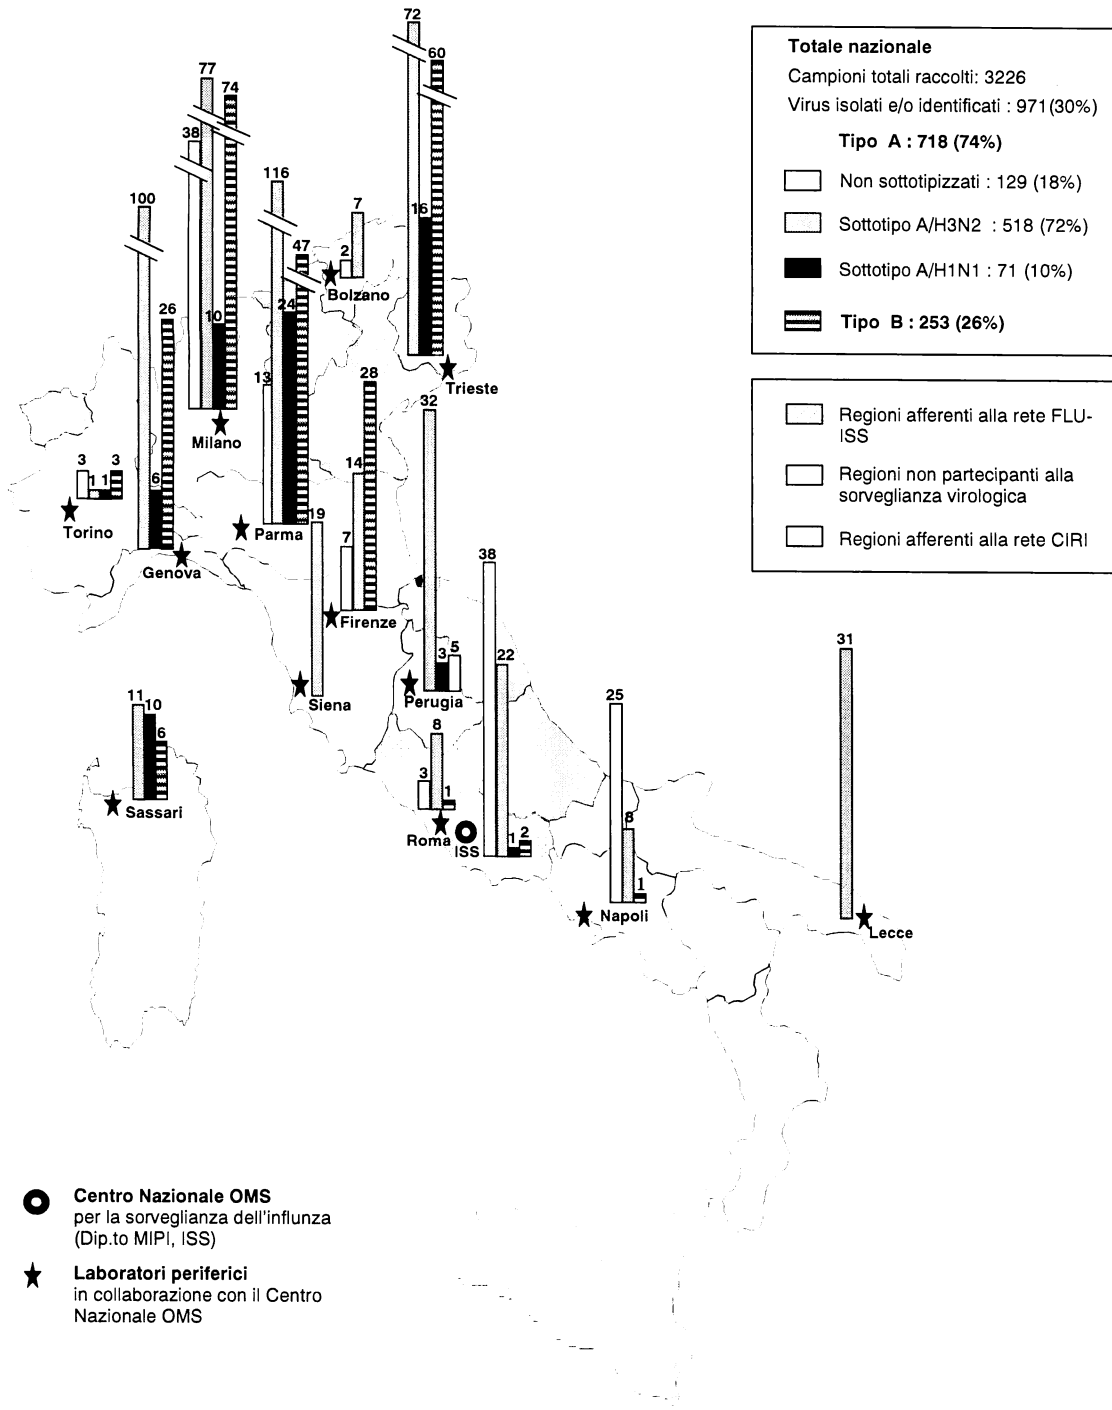 72
60
77
74
38
116
100
7
2
16
47
Bolzano
24
10
26
Trieste
13
28
32
Milano
14
3
1
1
3
6
Torino
Parma
19
7
38
Genova
Firenze
22
3
5
31
Siena
Perugia
25
11
10
6
8
3
1
Sassari
Roma
ISS
1
2
8
1
Napoli
Lecce
Totale nazionale
Campioni totali raccolti: 3226
Virus isolati e/o identificati : 971(30%)
Tipo A : 718 (74%)
Non sottotipizzati : 129 (18%)
Sottotipo A/H3N2 : 518 (72%)
Sottotipo A/H1N1 : 71 (10%)
Tipo B : 253 (26%)
Regioni afferenti alla rete FLU-
ISS
Regioni non partecipanti alla
sorveglianza virologica
Regioni afferenti alla rete CIRI
Centro Nazionale OMS
per la sorveglianza dell'influnza
(Dip.to MIPI, ISS)
Laboratori periferici
in collaborazione con il Centro
Nazionale OMS